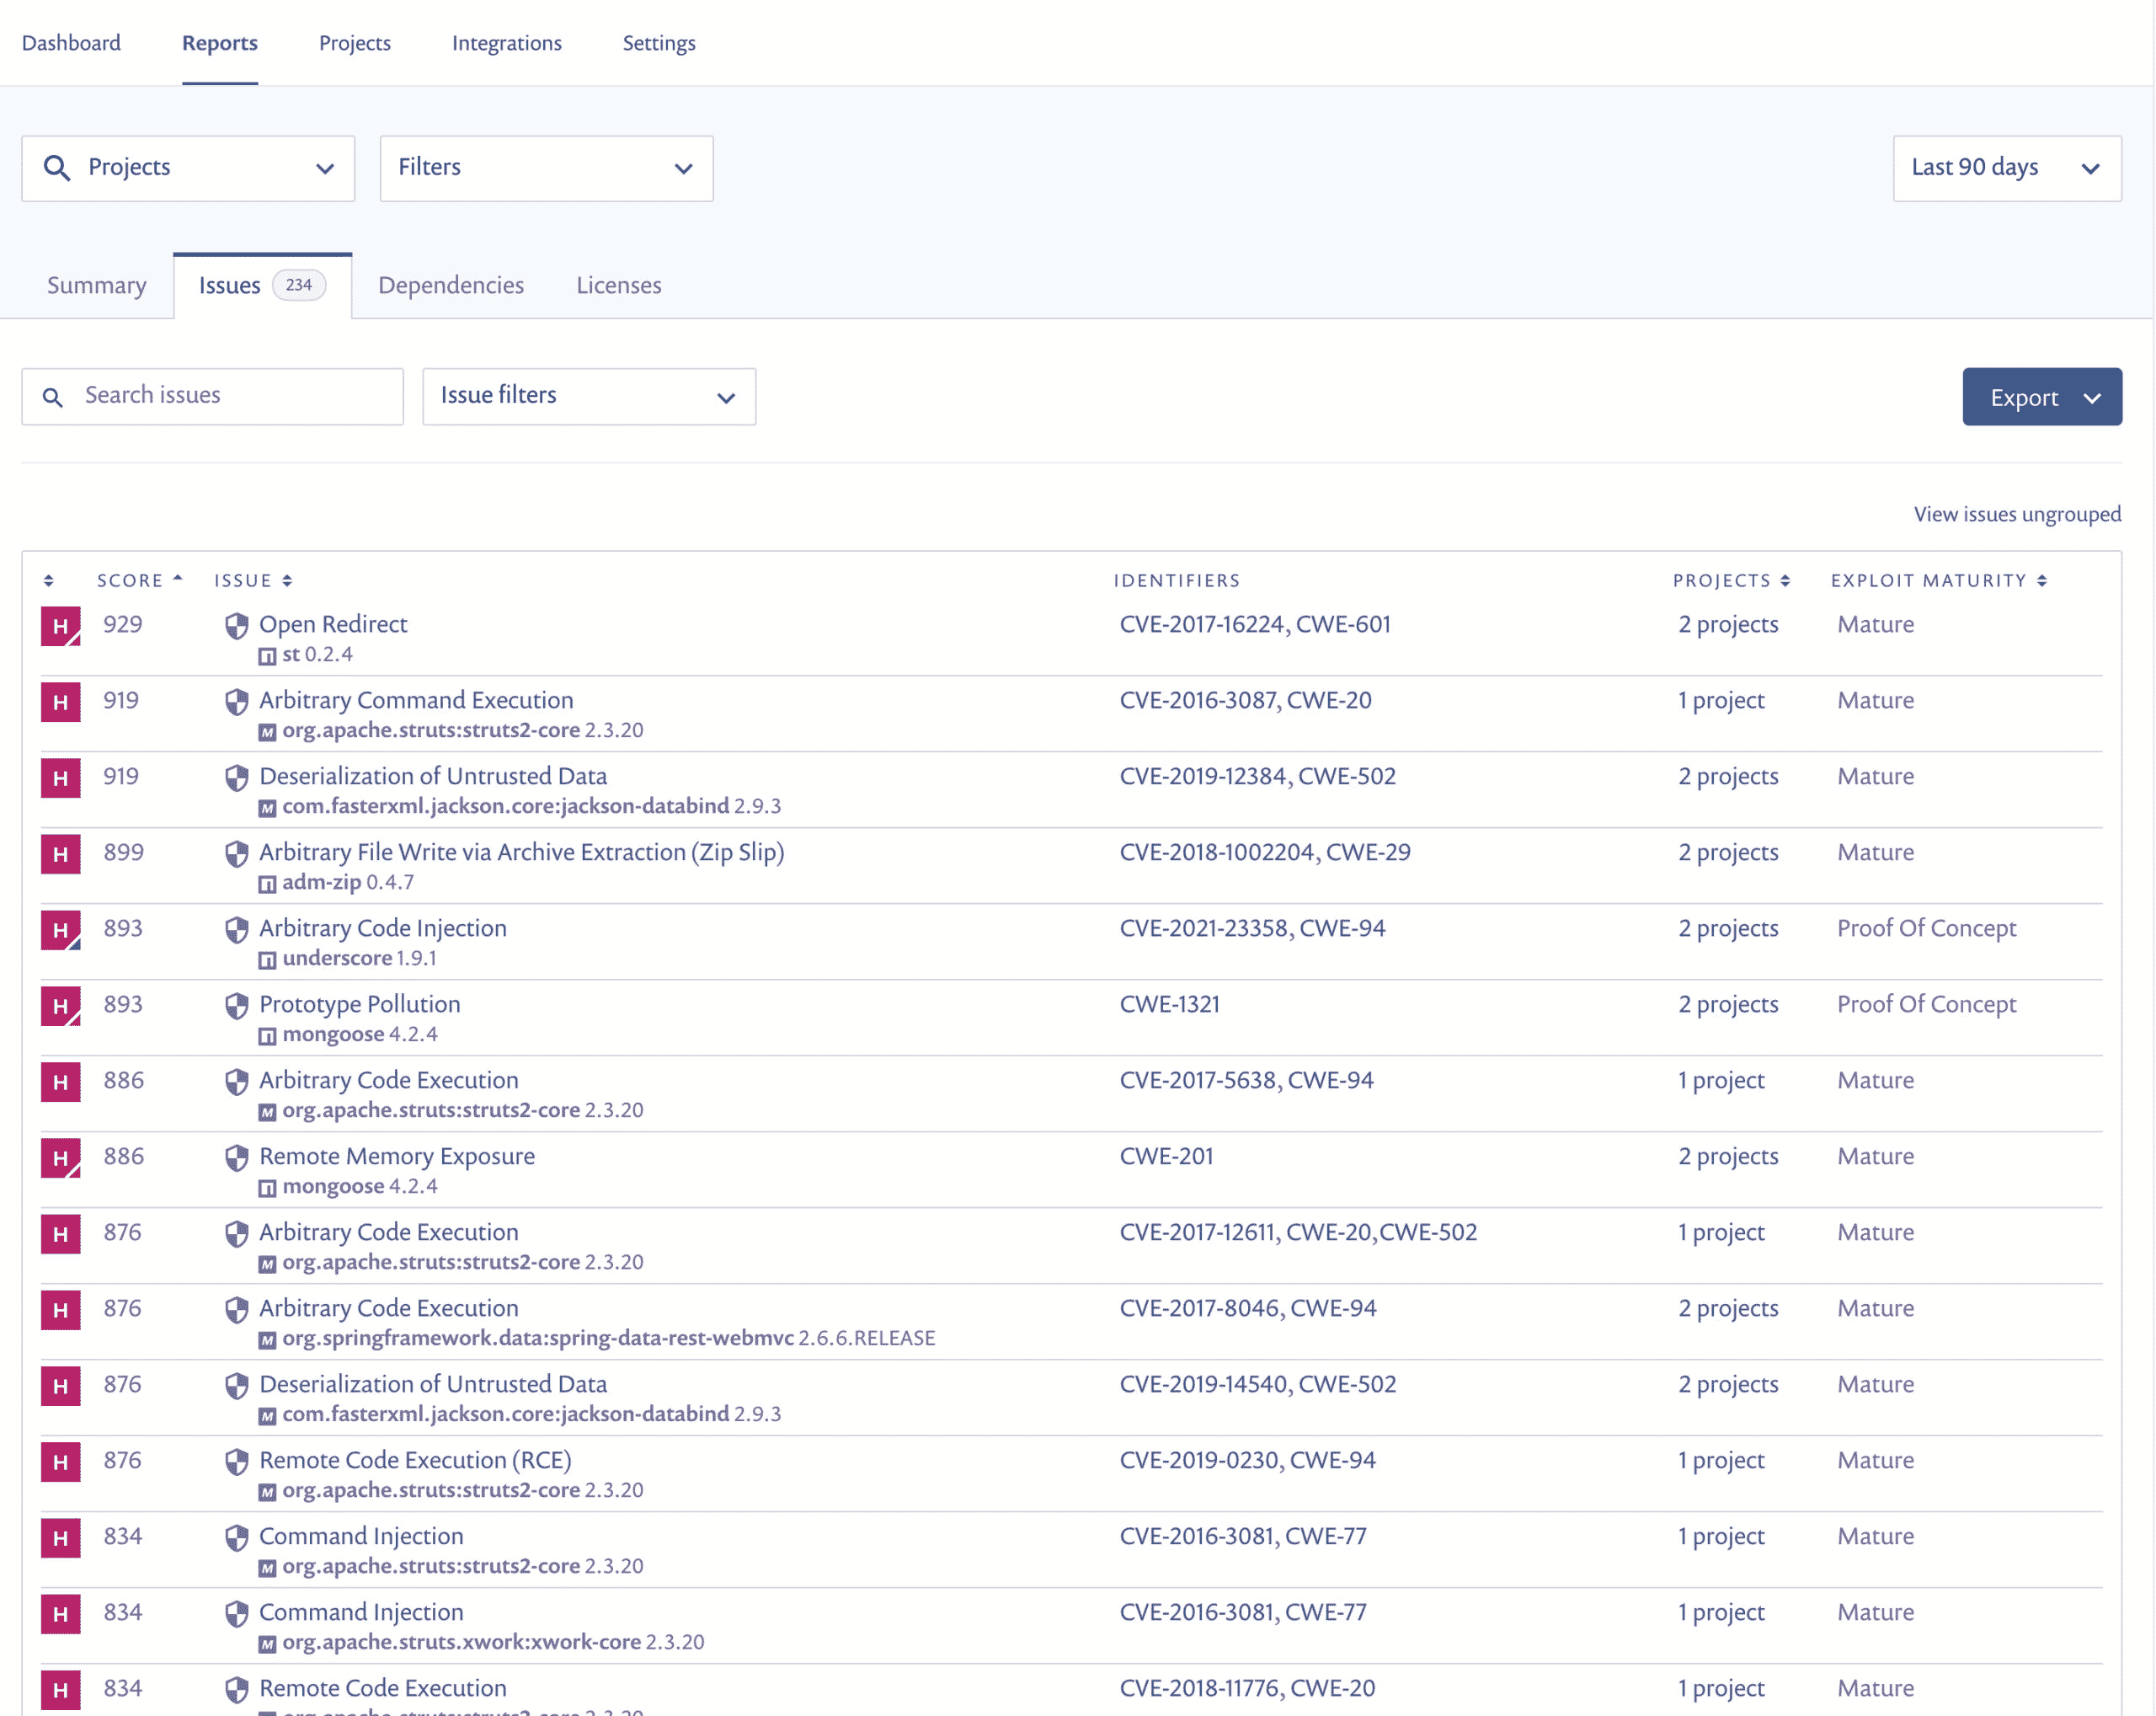 Dashboard Reports Projects Integrations Settings
Projects Filters Last 90 days
Summary Issues 234 Dependencies Licenses
Search issues Issue filters Export
View issues ungrouped
SCORE ISSUE IDENTIFIERS PROJECTS EXPLOIT MATURITY
H 929 Open Redirect CVE-2017-16224, CWE-601 2 projects Mature
st 0.2.4
H 919 Arbitrary Command Execution CVE-2016-3087, CWE-20 1 project Mature
M org.apache.struts:struts2-core 2.3.20
H 919 Deserialization of Untrusted Data CVE-2019-12384, CWE-502 2 projects Mature
M com.fasterxml.jackson.core:jackson-databind 2.9.3
H 899 Arbitrary File Write via Archive Extraction (Zip Slip) CVE-2018-1002204, CWE-29 2 projects Mature
adm-zip 0.4.7
H 893 Arbitrary Code Injection CVE-2021-23358, CWE-94 2 projects Proof Of Concept
underscore 1.9.1
H 893 Prototype Pollution CWE-1321 2 projects Proof Of Concept
mongoose 4.2.4
H 886 Arbitrary Code Execution CVE-2017-5638, CWE-94 1 project Mature
M org.apache.struts:struts2-core 2.3.20
H 886 Remote Memory Exposure CWE-201 2 projects Mature
mongoose 4.2.4
H 876 Arbitrary Code Execution CVE-2017-12611, CWE-20,CWE-502 1 project Mature
M org.apache.struts:struts2-core 2.3.20
H 876 Arbitrary Code Execution CVE-2017-8046, CWE-94 2 projects Mature
M org.springframework.data:spring-data-rest-webmvc 2.6.6.RELEASE
H 876 Deserialization of Untrusted Data CVE-2019-14540, CWE-502 2 projects Mature
M com.fasterxml.jackson.core:jackson-databind 2.9.3
H 876 Remote Code Execution (RCE) CVE-2019-0230, CWE-94 1 project Mature
M org.apache.struts:struts2-core 2.3.20
H 834 Command Injection CVE-2016-3081, CWE-77 1 project Mature
M org.apache.struts:struts2-core 2.3.20
H 834 Command Injection CVE-2016-3081, CWE-77 1 project Mature
M org.apache.struts.xwork:xwork-core 2.3.20
H 834 Remote Code Execution CVE-2018-11776, CWE-20 1 project Mature
org.apache.struts:struts2-core 2.3.20